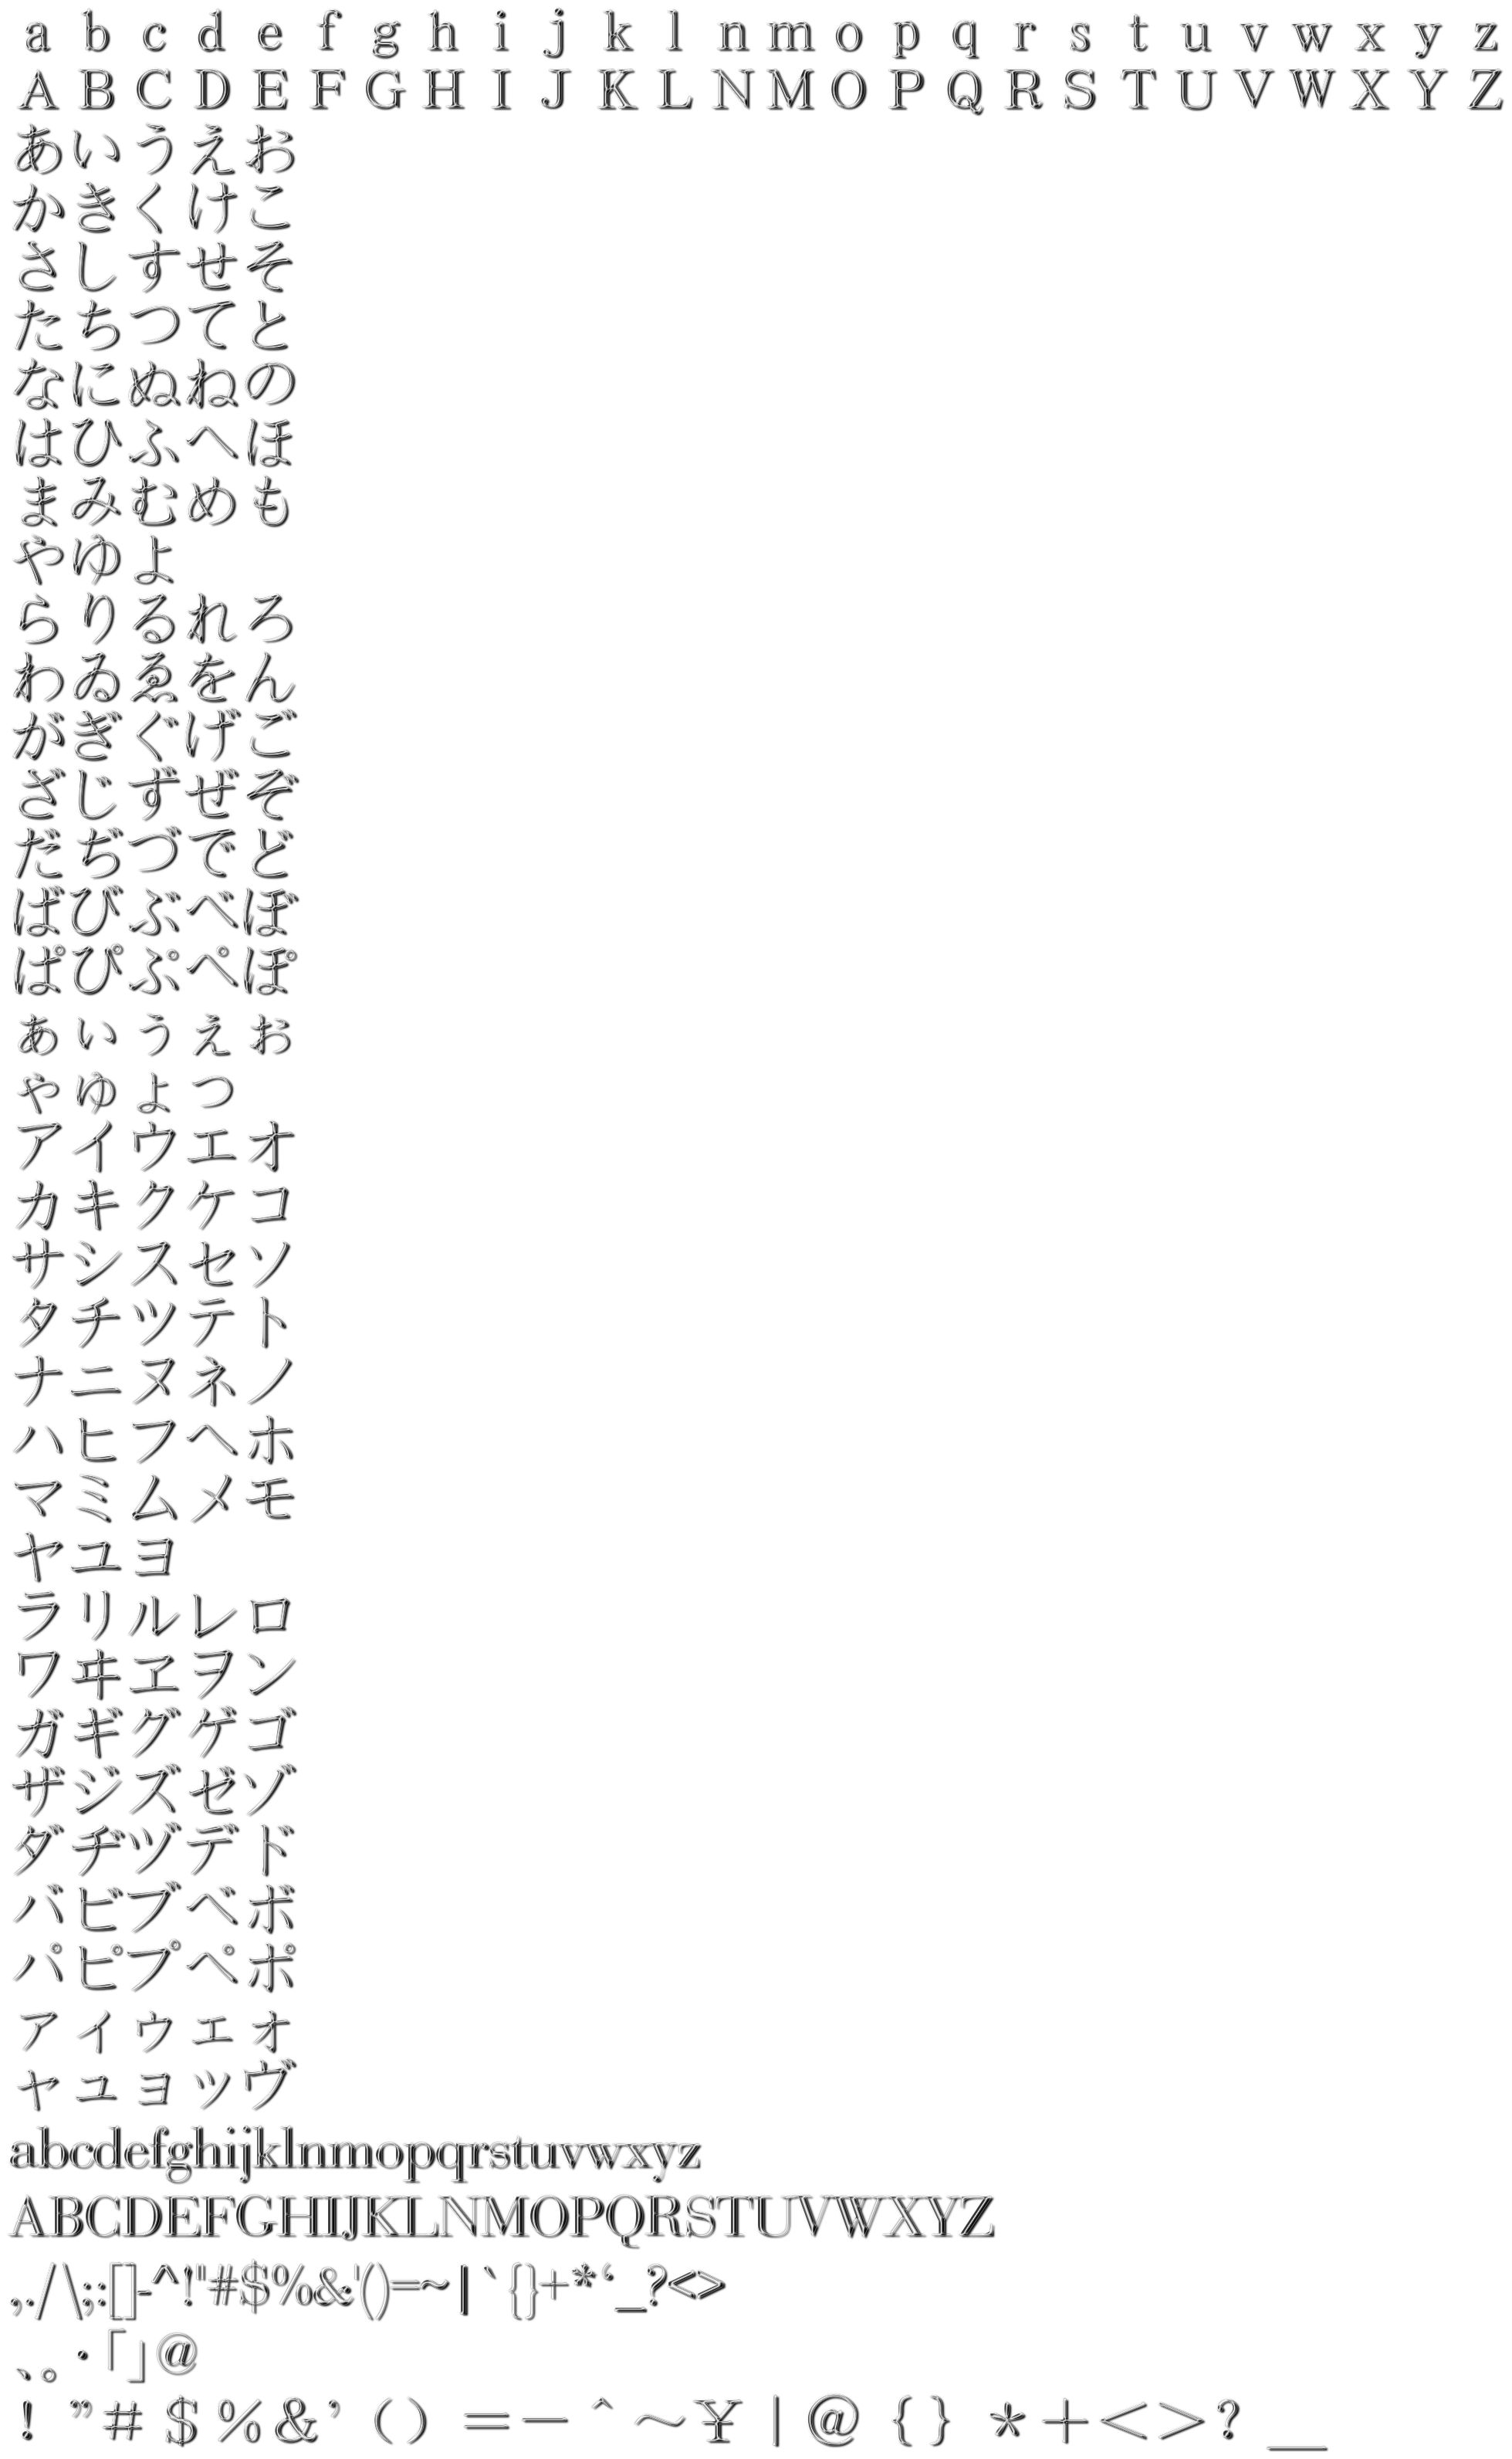 a b c d e f g h i j k l n m o p q r s t u v w x y z
A B C D E F G H I J K L N M O P Q R S T U V W X Y Z
あいうえお
かきくけこ
さしすせそ
たちつてと
なにぬねの
はひふへほ
まみむめも
やゆよ
らりるれろ
わゐゑをん
がぎぐげご
ざじずぜぞ
だぢづでど
ばびぶべぼ
ぱぴぷぺぽ
ぁぃぅぇぉ
ゃゅょっ
アイウエオ
カキクケコ
サシスセソ
タチツテト
ナニヌネノ
ハヒフヘホ
マミムメモ
ヤユヨ
ラリルレロ
ワヰヱヲン
ガギグゲゴ
ザジズゼゾ
ダヂヅデド
バビブベボ
パピプペポ
ァィゥェォ
ャュョッヴ
abcdefghijklnmopqrstuvwxyz
ABCDEFGHIJKLNMOPQRSTUVWXYZ
,./\;:[]-^!"#$%&'()=~|`{}+*‘_?<>
、。・「」@
！”＃＄％＆’（）＝－＾～￥｜＠｛｝＊＋＜＞？＿